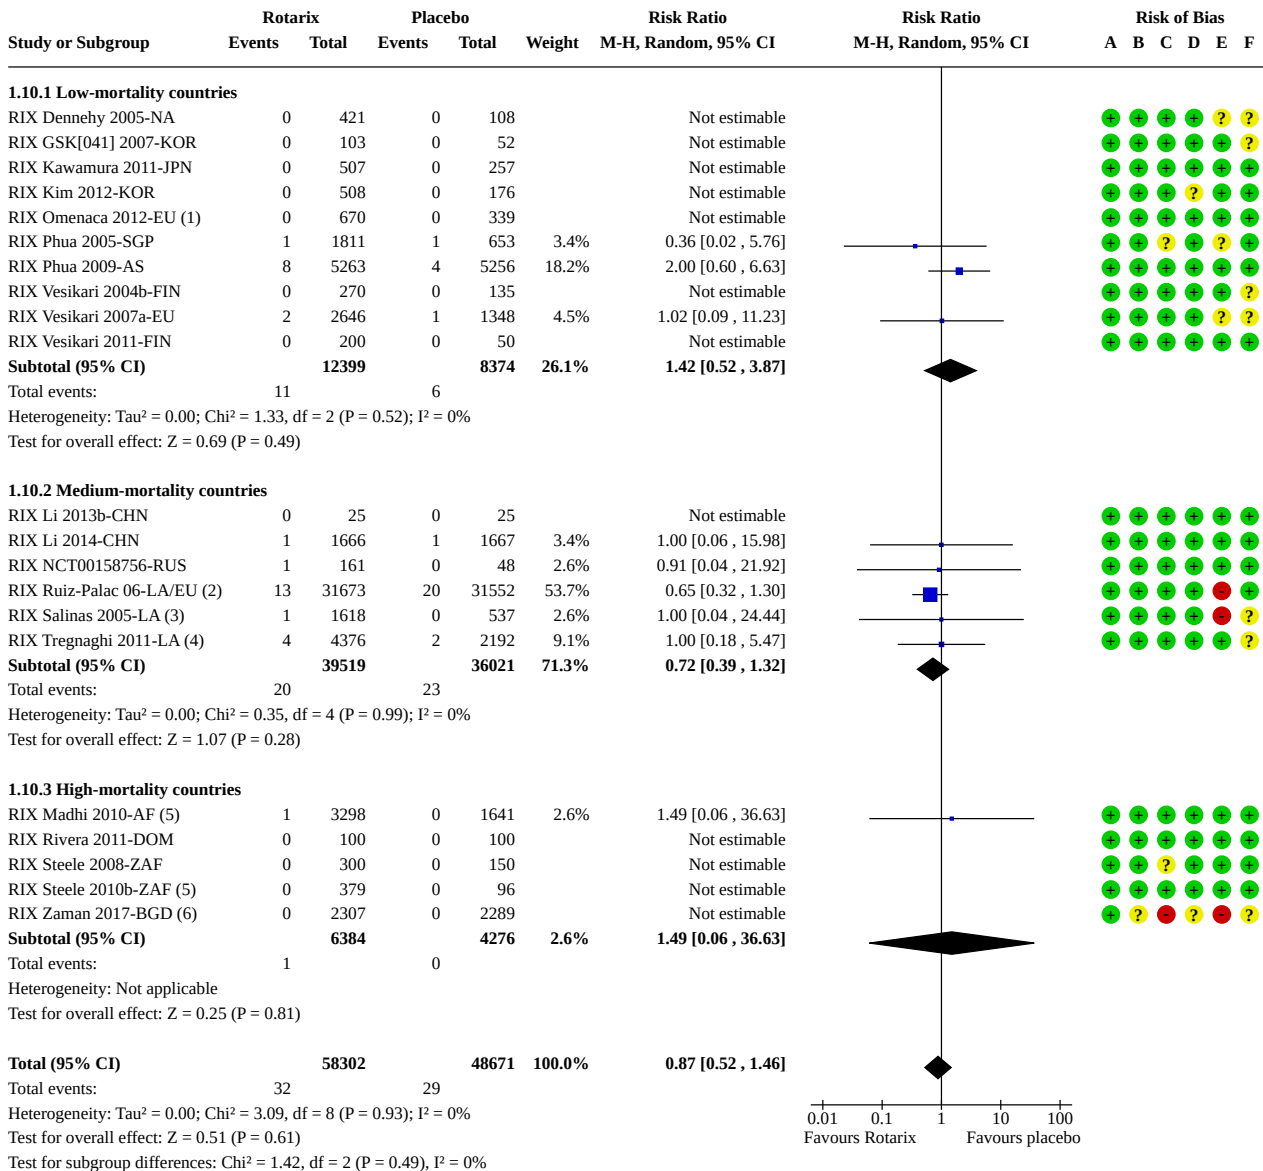 Rotarix Placebo Risk Ratio Risk Ratio Risk of Bias
Study or Subgroup Events Total Events Total Weight M-H, Random, 95% CI M-H, Random, 95% CI A B C D E F
1.10.1 Low-mortality countries
RIX Dennehy 2005-NA 0 421 0 108 Not estimable + + + + ? ?
RIX GSK[041] 2007-KOR 0 103 0 52 Not estimable + + + + + ?
RIX Kawamura 2011-JPN 0 507 0 257 Not estimable + + + + + +
RIX Kim 2012-KOR 0 508 0 176 Not estimable + + + ? + +
RIX Omenaca 2012-EU (1) 0 670 0 339 Not estimable + + + + + +
RIX Phua 2005-SGP 1 1811 1 653 3.4% 0.36 [0.02 , 5.76] + + ? + ? +
RIX Phua 2009-AS 8 5263 4 5256 18.2% 2.00 [0.60 , 6.63] + + + + + +
RIX Vesikari 2004b-FIN 0 270 0 135 Not estimable + + + + + ?
RIX Vesikari 2007a-EU 2 2646 1 1348 4.5% 1.02 [0.09 , 11.23] + + + + ? ?
RIX Vesikari 2011-FIN 0 200 0 50 Not estimable + + + + + +
Subtotal (95% CI) 12399 8374 26.1% 1.42 [0.52 , 3.87]
Total events: 11 6
Heterogeneity: Tau² = 0.00; Chi² = 1.33, df = 2 (P = 0.52); I² = 0%
Test for overall effect: Z = 0.69 (P = 0.49)
1.10.2 Medium-mortality countries
RIX Li 2013b-CHN 0 25 0 25 Not estimable + + + + + +
RIX Li 2014-CHN 1 1666 1 1667 3.4% 1.00 [0.06 , 15.98] + + + + + +
RIX NCT00158756-RUS 1 161 0 48 2.6% 0.91 [0.04 , 21.92] + + + + + +
RIX Ruiz-Palac 06-LA/EU (2) 13 31673 20 31552 53.7% 0.65 [0.32 , 1.30] + + + + - +
RIX Salinas 2005-LA (3) 1 1618 0 537 2.6% 1.00 [0.04 , 24.44] + + + + - ?
RIX Tregnaghi 2011-LA (4) 4 4376 2 2192 9.1% 1.00 [0.18 , 5.47] + + + + + ?
Subtotal (95% CI) 39519 36021 71.3% 0.72 [0.39 , 1.32]
Total events: 20 23
Heterogeneity: Tau² = 0.00; Chi² = 0.35, df = 4 (P = 0.99); I² = 0%
Test for overall effect: Z = 1.07 (P = 0.28)
1.10.3 High-mortality countries
RIX Madhi 2010-AF (5) 1 3298 0 1641 2.6% 1.49 [0.06 , 36.63] + + + + + +
RIX Rivera 2011-DOM 0 100 0 100 Not estimable + + + + + +
RIX Steele 2008-ZAF 0 300 0 150 Not estimable + + ? + + +
RIX Steele 2010b-ZAF (5) 0 379 0 96 Not estimable + + + + + +
RIX Zaman 2017-BGD (6) 0 2307 0 2289 Not estimable + ? - ? - ?
Subtotal (95% CI) 6384 4276 2.6% 1.49 [0.06 , 36.63]
Total events: 1 0
Heterogeneity: Not applicable
Test for overall effect: Z = 0.25 (P = 0.81)
Total (95% CI) 58302 48671 100.0% 0.87 [0.52 , 1.46]
Total events: 32 29
Heterogeneity: Tau² = 0.00; Chi² = 3.09, df = 8 (P = 0.93); I² = 0%
0.01 0.1 1 10 100
Test for overall effect: Z = 0.51 (P = 0.61) Favours Rotarix Favours placebo
Test for subgroup differences: Chi² = 1.42, df = 2 (P = 0.49), I² = 0%